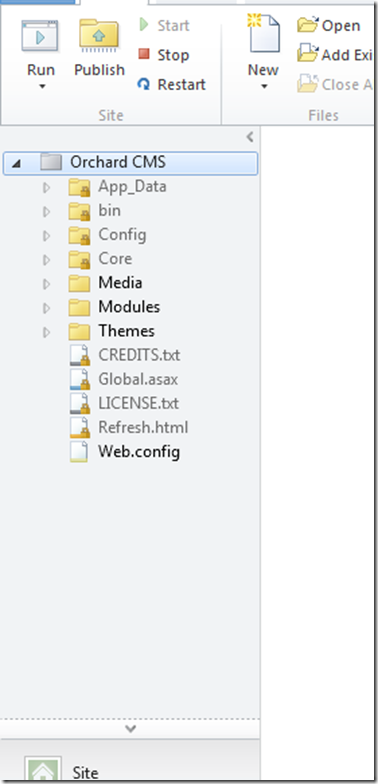 Run
Publish
Start
Stop
Restart
Site
New
Open
Add Exi
Close A
Files
Orchard CMS
App_Data
bin
Config
Core
Media
Modules
Themes
CREDITS.txt
Global.asax
LICENSE.txt
Refresh.html
Web.config
Site